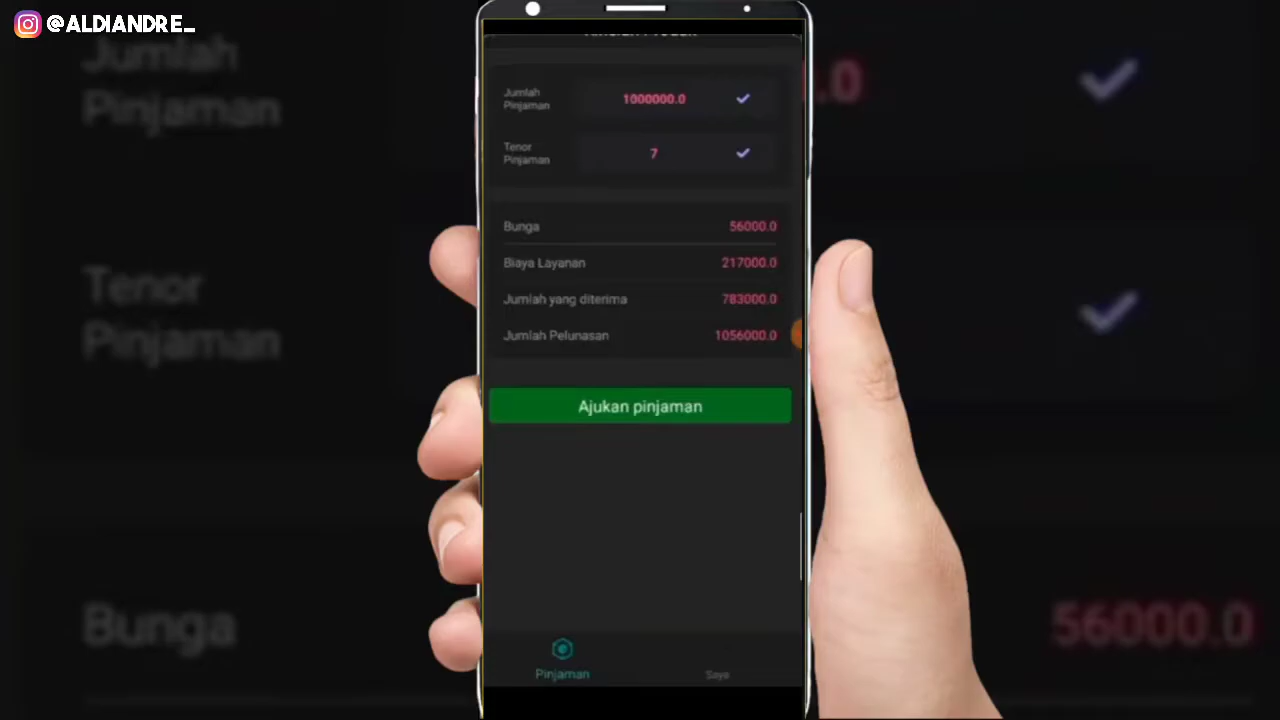 @ALDIANDRE_
Jumlah
Pinjaman
1000000.0
Tenor
Pinjaman
7
Bunga
56000.0
Biaya Layanan
217000.0
Jumlah yang diterima
783000.0
Jumlah Pelunasan
1056000.0
Ajukan pinjaman
Pinjaman
Saya
Jumlah
Pinjaman
.0
Tenor
Pinjaman
Bunga
56000.0